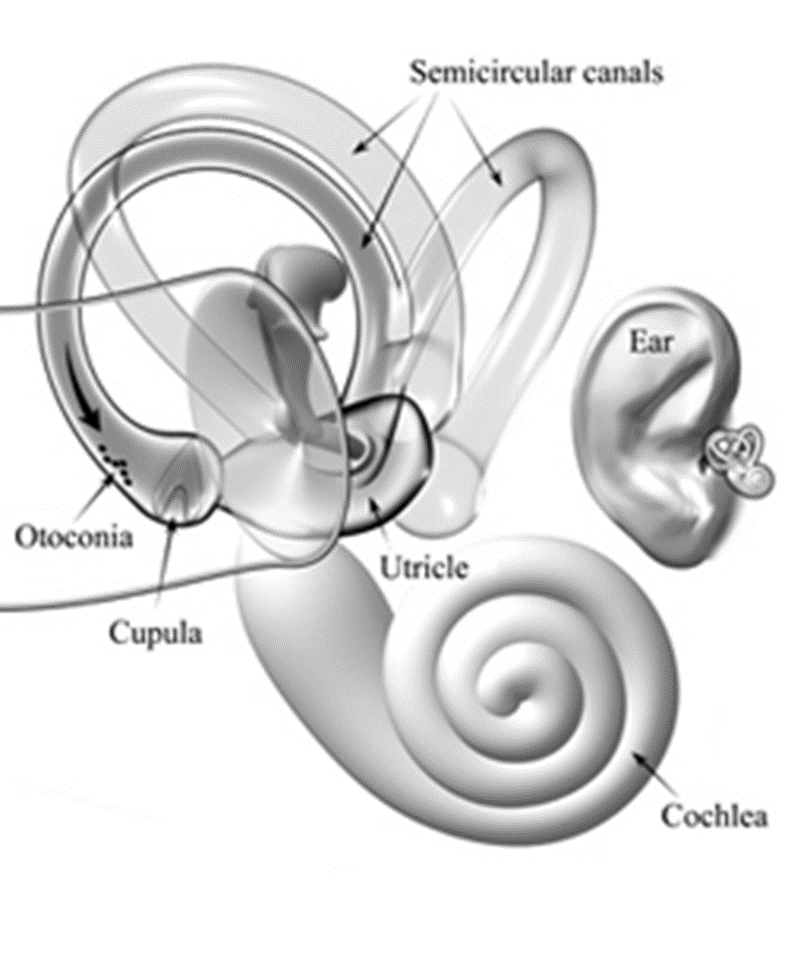 Semicircular canals
Ear
Otoconia
Utricle
Cupula
Cochlea